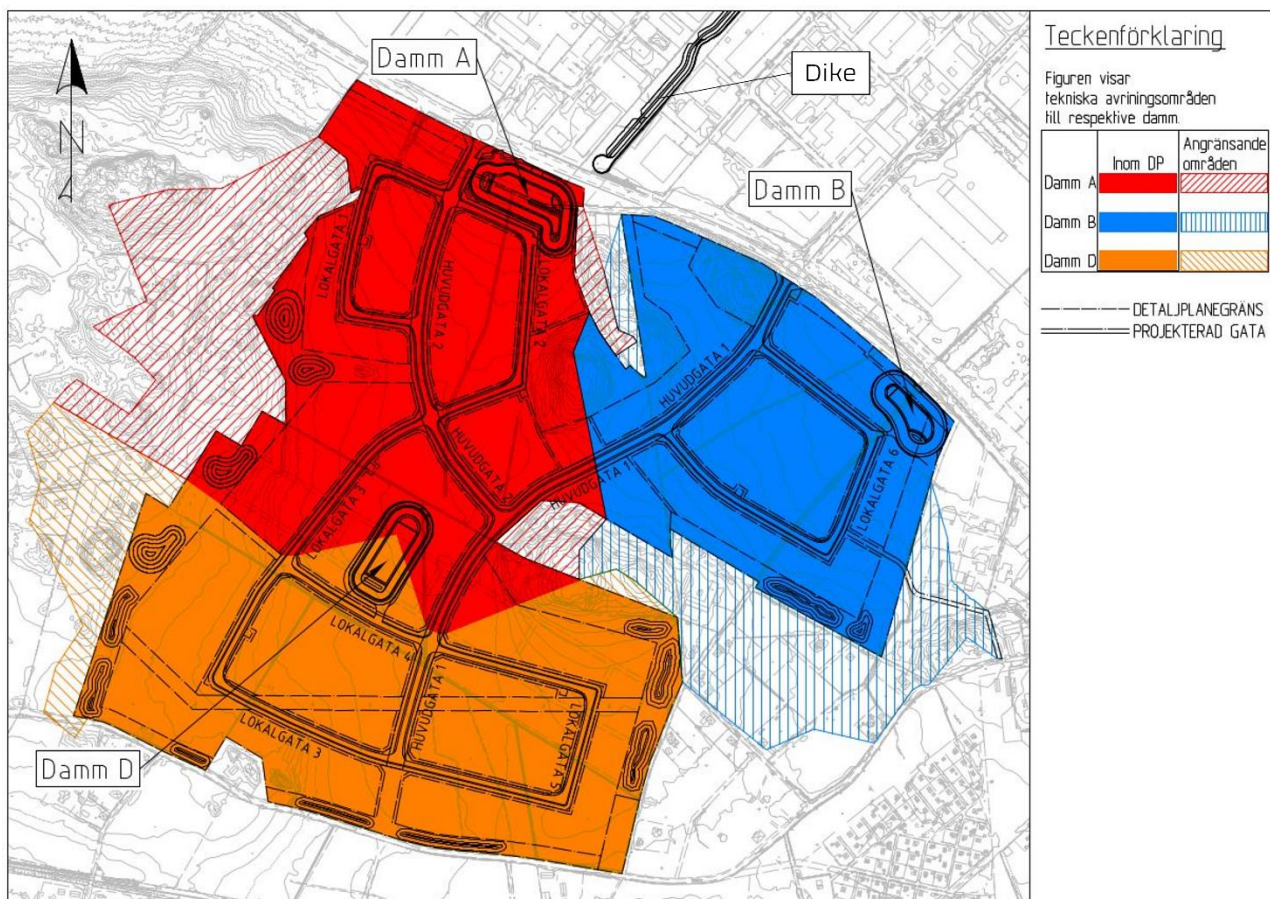 Damm A
Dike
Damm B
N
LOKALGATA 1
HUVUDGATA 2
LOKALGATA 2
HUVUDGATA 1
HUVUDGATA 2
HUVUDGATA 1
LOKALGATA 6
LOKALGATA 3
LOKALGATA 4
HUVUDGATA 1
LOKALGATA 5
LOKALGATA 3
Damm D
Teckenförklaring
Figuren visar
tekniska avriningsområden
till respektive damm.
Inom DP
Angränsande
områden
Damm A
Damm B
Damm D
DETALJPLANEGRÄNS
PROJEKTERAD GATA